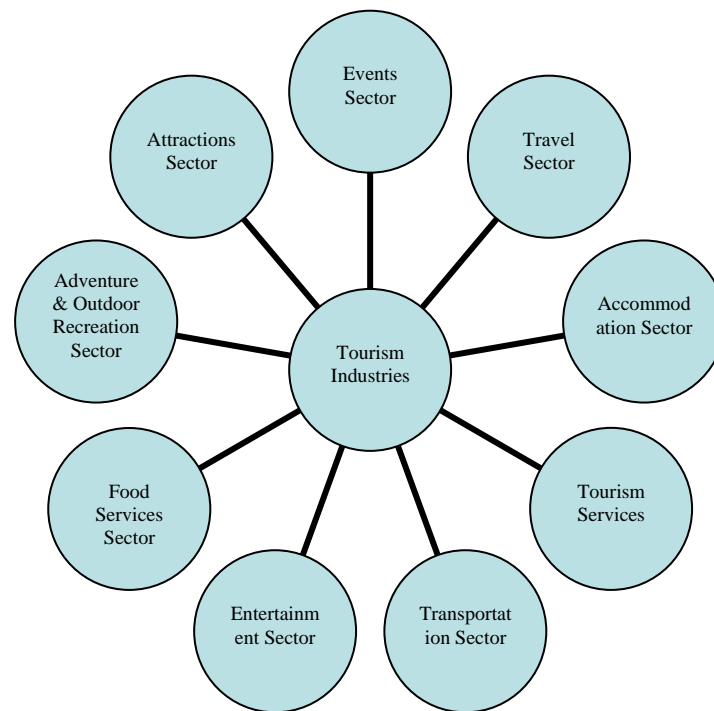 Events
Sector
Travel
Sector
Accommod
ation Sector
Tourism
Services
Transportat
ion Sector
Entertainm
ent Sector
Food
Services
Sector
Adventure
& Outdoor
Recreation
Sector
Attractions
Sector
Tourism
Industries